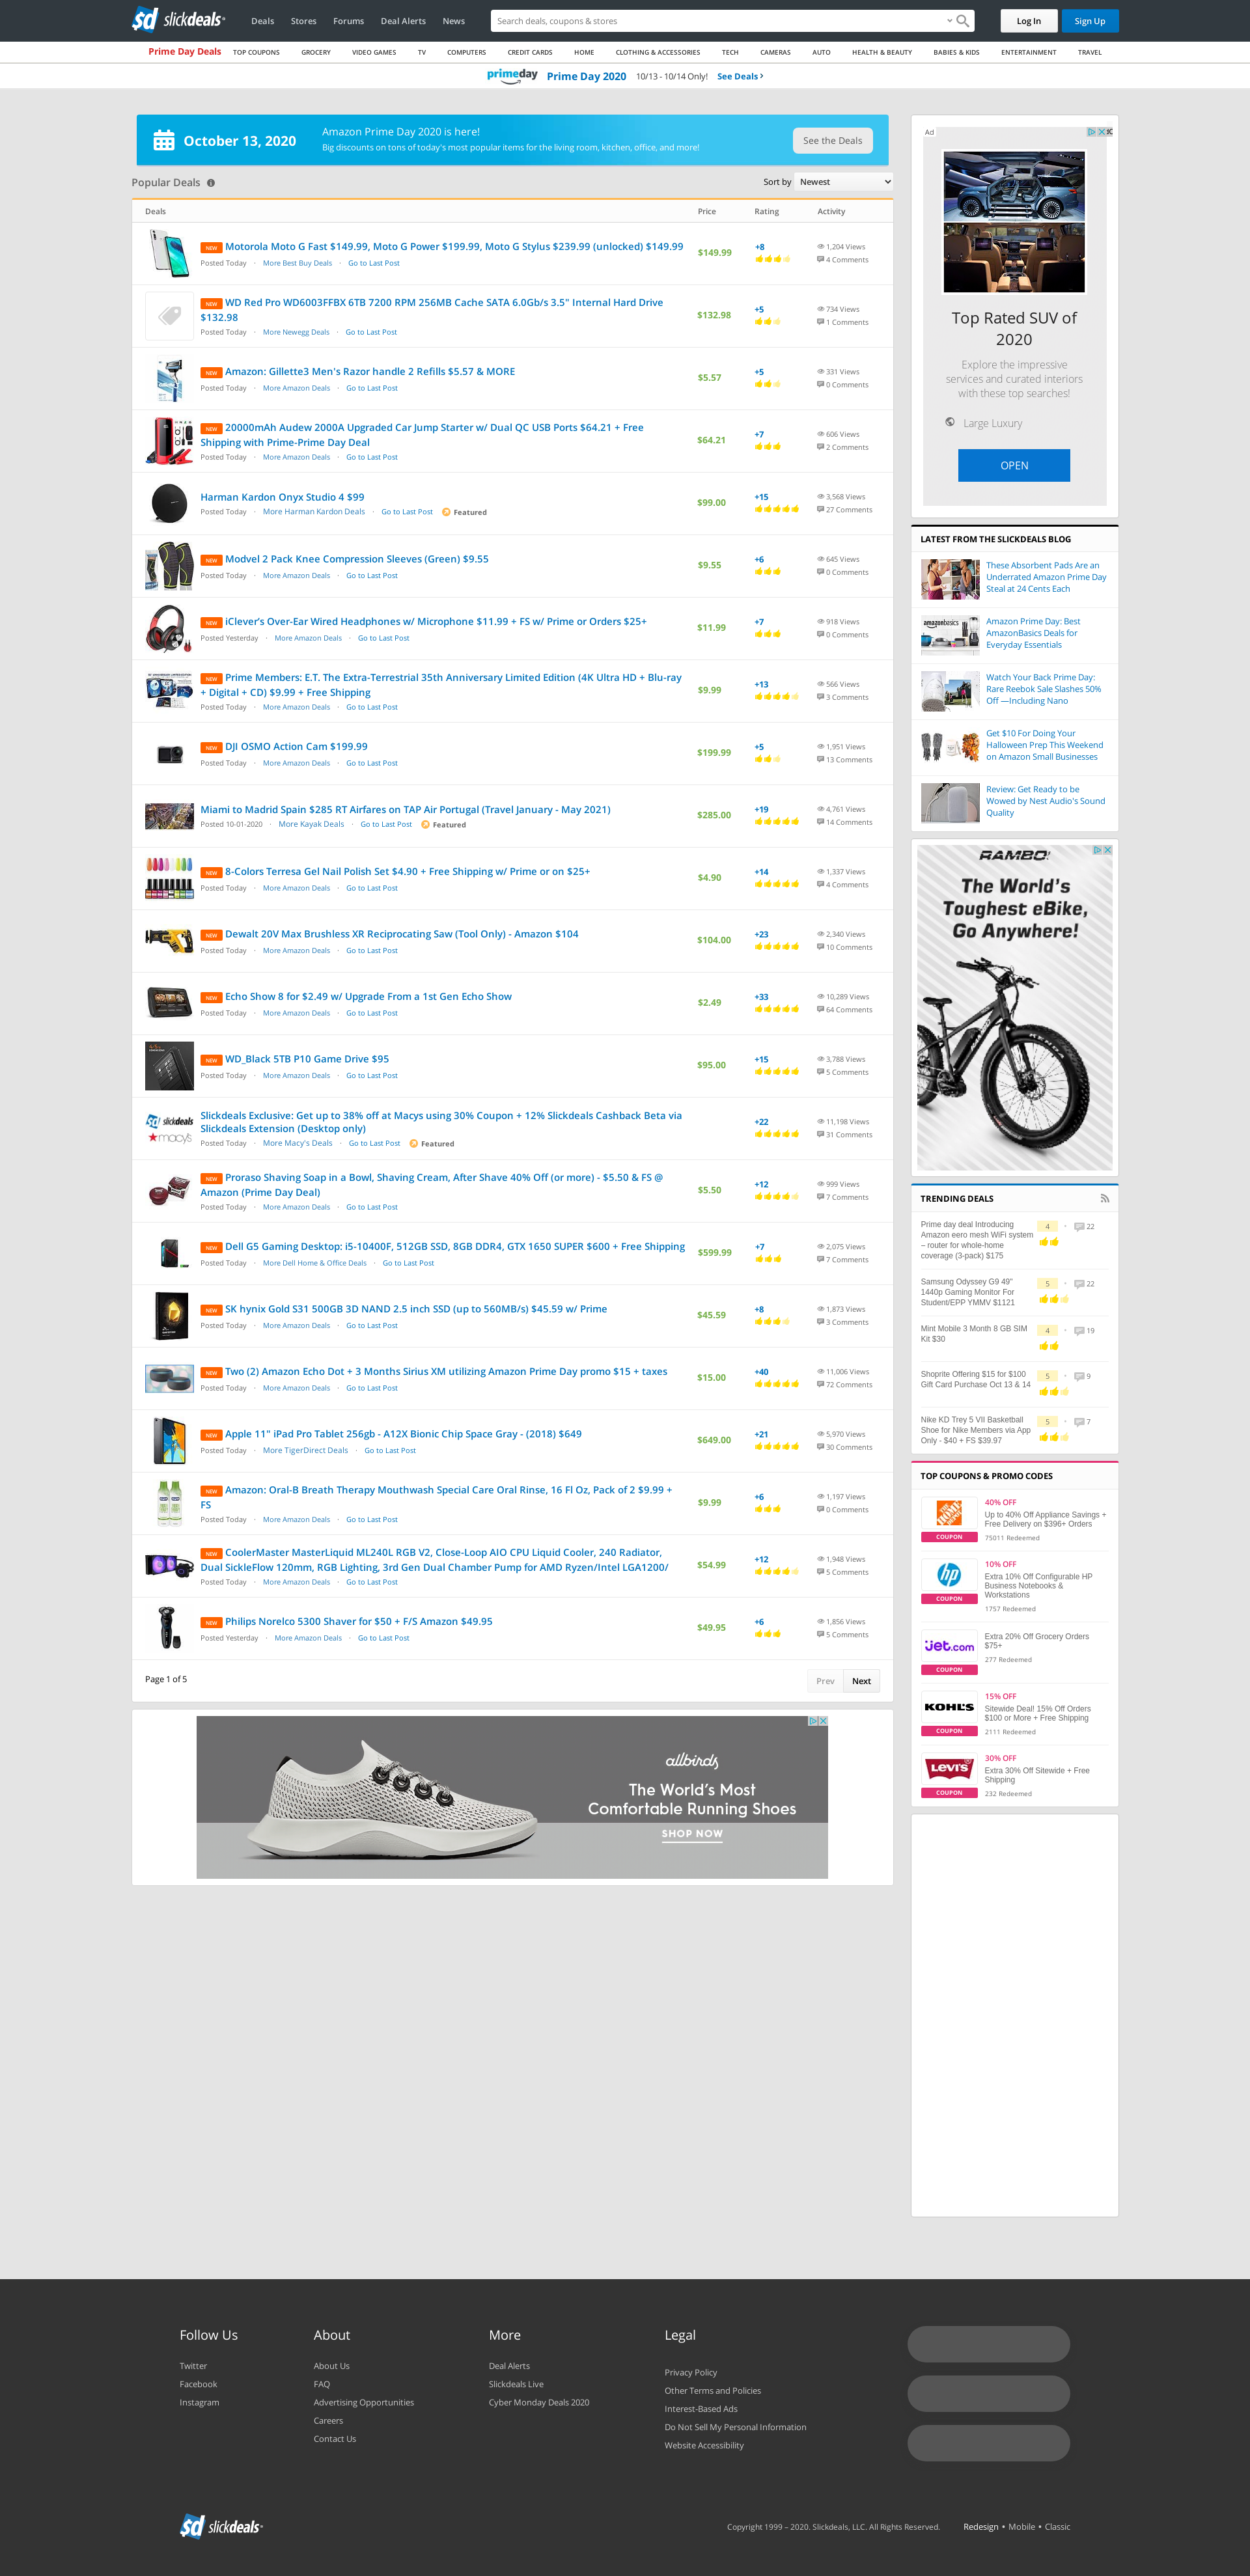 sd slickdeals
Deals Stores Forums Deal Alerts News
Search deals, coupons & stores
Log In Sign Up
Prime Day Deals TOP COUPONS GROCERY VIDEO GAMES TV COMPUTERS CREDIT CARDS HOME CLOTHING & ACCESSORIES TECH CAMERAS AUTO HEALTH & BEAUTY BABIES & KIDS ENTERTAINMENT TRAVEL
primeday Prime Day 2020 10/13 - 10/14 Only! See Deals ›
October 13, 2020
Amazon Prime Day 2020 is here!
Big discounts on tons of today's most popular items for the living room, kitchen, office, and more!
See the Deals
Popular Deals
Sort by Newest
Deals Price Rating Activity
NEW Motorola Moto G Fast $149.99, Moto G Power $199.99, Moto G Stylus $239.99 (unlocked) $149.99
Posted Today · More Best Buy Deals · Go to Last Post
$149.99 +8 1,204 Views
4 Comments
NEW WD Red Pro WD6003FFBX 6TB 7200 RPM 256MB Cache SATA 6.0Gb/s 3.5" Internal Hard Drive
$132.98
Posted Today · More Newegg Deals · Go to Last Post
$132.98 +5 734 Views
1 Comments
NEW Amazon: Gillette3 Men's Razor handle 2 Refills $5.57 & MORE
Posted Today · More Amazon Deals · Go to Last Post
$5.57 +5 331 Views
0 Comments
NEW 20000mAh Audew 2000A Upgraded Car Jump Starter w/ Dual QC USB Ports $64.21 + Free
Shipping with Prime-Prime Day Deal
Posted Today · More Amazon Deals · Go to Last Post
$64.21 +7 606 Views
2 Comments
Harman Kardon Onyx Studio 4 $99
Posted Today · More Harman Kardon Deals · Go to Last Post Featured
$99.00 +15 3,568 Views
27 Comments
NEW Modvel 2 Pack Knee Compression Sleeves (Green) $9.55
Posted Today · More Amazon Deals · Go to Last Post
$9.55 +6 645 Views
0 Comments
NEW iClever's Over-Ear Wired Headphones w/ Microphone $11.99 + FS w/ Prime or Orders $25+
Posted Yesterday · More Amazon Deals · Go to Last Post
$11.99 +7 918 Views
0 Comments
NEW Prime Members: E.T. The Extra-Terrestrial 35th Anniversary Limited Edition (4K Ultra HD + Blu-ray
+ Digital + CD) $9.99 + Free Shipping
Posted Today · More Amazon Deals · Go to Last Post
$9.99 +13 566 Views
3 Comments
NEW DJI OSMO Action Cam $199.99
Posted Today · More Amazon Deals · Go to Last Post
$199.99 +5 1,951 Views
13 Comments
Miami to Madrid Spain $285 RT Airfares on TAP Air Portugal (Travel January - May 2021)
Posted 10-01-2020 · More Kayak Deals · Go to Last Post Featured
$285.00 +19 4,761 Views
14 Comments
NEW 8-Colors Terresa Gel Nail Polish Set $4.90 + Free Shipping w/ Prime or on $25+
Posted Today · More Amazon Deals · Go to Last Post
$4.90 +14 1,337 Views
4 Comments
NEW Dewalt 20V Max Brushless XR Reciprocating Saw (Tool Only) - Amazon $104
Posted Today · More Amazon Deals · Go to Last Post
$104.00 +23 2,340 Views
10 Comments
NEW Echo Show 8 for $2.49 w/ Upgrade From a 1st Gen Echo Show
Posted Today · More Amazon Deals · Go to Last Post
$2.49 +33 10,289 Views
64 Comments
NEW WD_Black 5TB P10 Game Drive $95
Posted Today · More Amazon Deals · Go to Last Post
$95.00 +15 3,788 Views
5 Comments
sd slickdeals
macy's
Slickdeals Exclusive: Get up to 38% off at Macys using 30% Coupon + 12% Slickdeals Cashback Beta via
Slickdeals Extension (Desktop only)
Posted Today · More Macy's Deals · Go to Last Post Featured
+22 11,198 Views
31 Comments
NEW Proraso Shaving Soap in a Bowl, Shaving Cream, After Shave 40% Off (or more) - $5.50 & FS @
Amazon (Prime Day Deal)
Posted Today · More Amazon Deals · Go to Last Post
$5.50 +12 999 Views
7 Comments
NEW Dell G5 Gaming Desktop: i5-10400F, 512GB SSD, 8GB DDR4, GTX 1650 SUPER $600 + Free Shipping
Posted Today · More Dell Home & Office Deals · Go to Last Post
$599.99 +7 2,075 Views
7 Comments
NEW SK hynix Gold S31 500GB 3D NAND 2.5 inch SSD (up to 560MB/s) $45.59 w/ Prime
Posted Today · More Amazon Deals · Go to Last Post
$45.59 +8 1,873 Views
3 Comments
NEW Two (2) Amazon Echo Dot + 3 Months Sirius XM utilizing Amazon Prime Day promo $15 + taxes
Posted Today · More Amazon Deals · Go to Last Post
$15.00 +40 11,006 Views
72 Comments
NEW Apple 11" iPad Pro Tablet 256gb - A12X Bionic Chip Space Gray - (2018) $649
Posted Today · More TigerDirect Deals · Go to Last Post
$649.00 +21 5,970 Views
30 Comments
NEW Amazon: Oral-B Breath Therapy Mouthwash Special Care Oral Rinse, 16 Fl Oz, Pack of 2 $9.99 +
FS
Posted Today · More Amazon Deals · Go to Last Post
$9.99 +6 1,197 Views
0 Comments
NEW CoolerMaster MasterLiquid ML240L RGB V2, Close-Loop AIO CPU Liquid Cooler, 240 Radiator,
Dual SickleFlow 120mm, RGB Lighting, 3rd Gen Dual Chamber Pump for AMD Ryzen/Intel LGA1200/
Posted Today · More Amazon Deals · Go to Last Post
$54.99 +12 1,948 Views
5 Comments
NEW Philips Norelco 5300 Shaver for $50 + F/S Amazon $49.95
Posted Yesterday · More Amazon Deals · Go to Last Post
$49.95 +6 1,856 Views
5 Comments
Page 1 of 5
Prev Next
allbirds
The World's Most
Comfortable Running Shoes
SHOP NOW
Ad
Top Rated SUV of
2020
Explore the impressive
services and curated interiors
with these top searches!
Large Luxury
OPEN
LATEST FROM THE SLICKDEALS BLOG
These Absorbent Pads Are an
Underrated Amazon Prime Day
Steal at 24 Cents Each
amazonbasics
Amazon Prime Day: Best
AmazonBasics Deals for
Everyday Essentials
Watch Your Back Prime Day:
Rare Reebok Sale Slashes 50%
Off —Including Nano
Get $10 For Doing Your
Halloween Prep This Weekend
on Amazon Small Businesses
Review: Get Ready to be
Wowed by Nest Audio's Sound
Quality
RAMBO
The World's
Toughest eBike,
Go Anywhere!
TRENDING DEALS
Prime day deal Introducing
Amazon eero mesh WiFi system
– router for whole-home
coverage (3-pack) $175
4 • 22
Samsung Odyssey G9 49"
1440p Gaming Monitor For
Student/EPP YMMV $1121
5 • 22
Mint Mobile 3 Month 8 GB SIM
Kit $30
4 • 19
Shoprite Offering $15 for $100
Gift Card Purchase Oct 13 & 14
5 • 9
Nike KD Trey 5 VII Basketball
Shoe for Nike Members via App
Only - $40 + FS $39.97
5 • 7
TOP COUPONS & PROMO CODES
COUPON
40% OFF
Up to 40% Off Appliance Savings +
Free Delivery on $396+ Orders
75011 Redeemed
hp
COUPON
10% OFF
Extra 10% Off Configurable HP
Business Notebooks &
Workstations
1757 Redeemed
jet.com
COUPON
Extra 20% Off Grocery Orders
$75+
277 Redeemed
KOHL'S
COUPON
15% OFF
Sitewide Deal! 15% Off Orders
$100 or More + Free Shipping
2111 Redeemed
LEVI'S
COUPON
30% OFF
Extra 30% Off Sitewide + Free
Shipping
232 Redeemed
Follow Us
Twitter
Facebook
Instagram
About
About Us
FAQ
Advertising Opportunities
Careers
Contact Us
More
Deal Alerts
Slickdeals Live
Cyber Monday Deals 2020
Legal
Privacy Policy
Other Terms and Policies
Interest-Based Ads
Do Not Sell My Personal Information
Website Accessibility
sd slickdeals
Copyright 1999 – 2020. Slickdeals, LLC. All Rights Reserved.
Redesign • Mobile • Classic